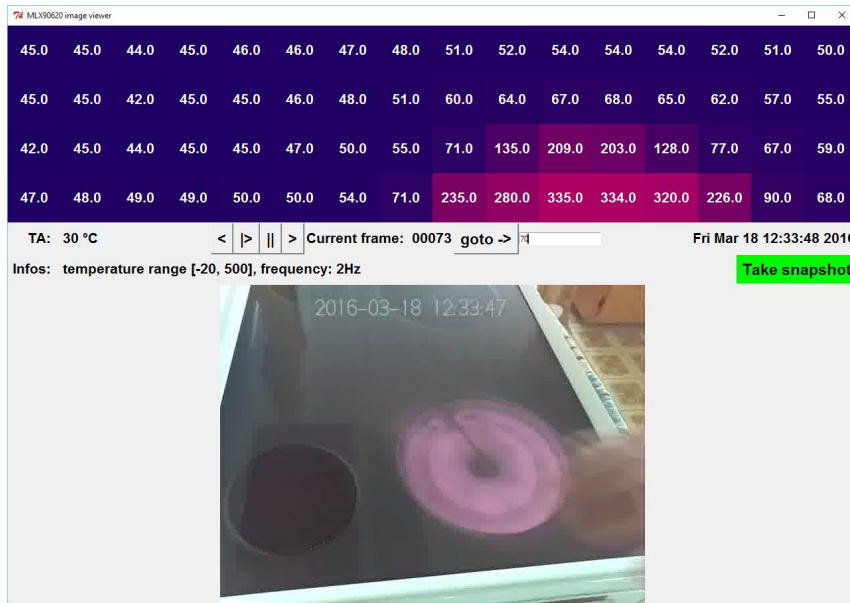 MLX90620 image viewer
45.0 45.0 44.0 45.0 46.0 46.0 47.0 48.0 51.0 52.0 54.0 54.0 54.0 52.0 51.0 50.0
45.0 45.0 42.0 45.0 45.0 46.0 48.0 51.0 60.0 64.0 67.0 68.0 65.0 62.0 57.0 55.0
42.0 45.0 44.0 45.0 45.0 47.0 50.0 55.0 71.0 135.0 209.0 203.0 128.0 77.0 67.0 59.0
47.0 48.0 49.0 49.0 50.0 50.0 54.0 71.0 235.0 280.0 335.0 334.0 320.0 226.0 90.0 68.0
TA: 30 °C < |> || > Current frame: 00073 goto -> 70 Fri Mar 18 12:33:48 2016
Infos: temperature range [-20, 500], frequency: 2Hz Take snapshot
2016-03-18 12:33:47